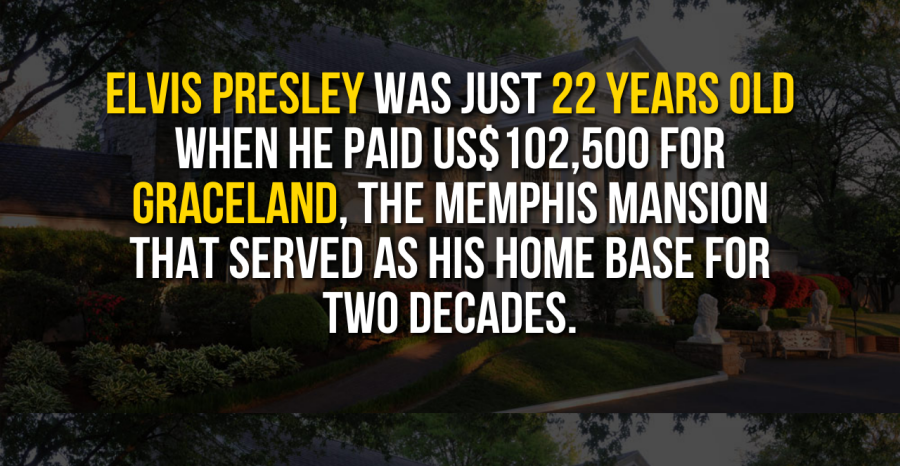 ELVIS PRESLEY WAS JUST 22 YEARS OLD
WHEN HE PAID US$102,500 FOR
GRACELAND, THE MEMPHIS MANSION
THAT SERVED AS HIS HOME BASE FOR
TWO DECADES.